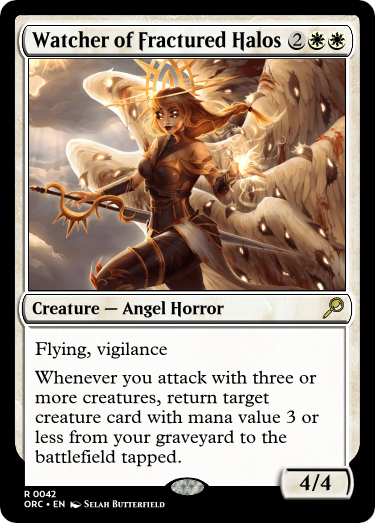 Watcher of Fractured Halos 2
Creature — Angel Horror
Flying, vigilance
Whenever you attack with three or
more creatures, return target
creature card with mana value 3 or
less from your graveyard to the
battlefield tapped.
4/4
R 0042
ORC • EN Selah Butterfield